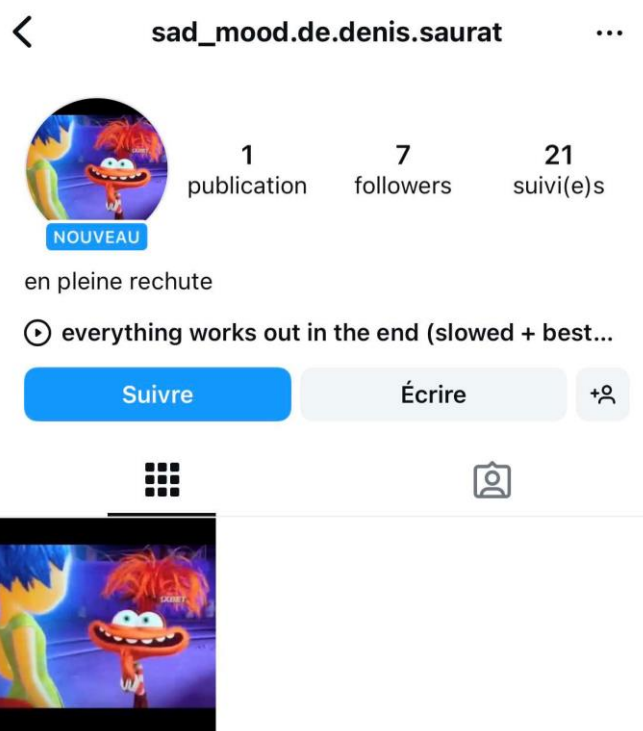 sad_mood.de.denis.saurat
1 7 21
publication followers suivi(e)s
NOUVEAU
en pleine rechute
everything works out in the end (slowed + best...
Suivre Écrire